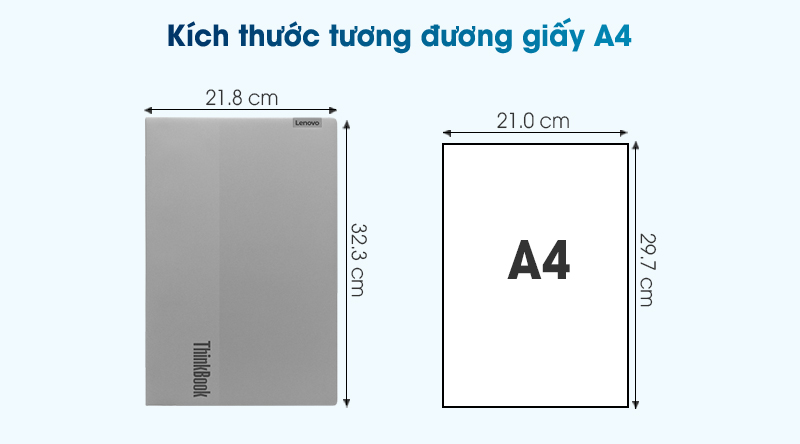 Kích thước tương đương giấy A4
21.8 cm
Lenovo
32.3 cm
ThinkBook
21.0 cm
A4
29.7 cm